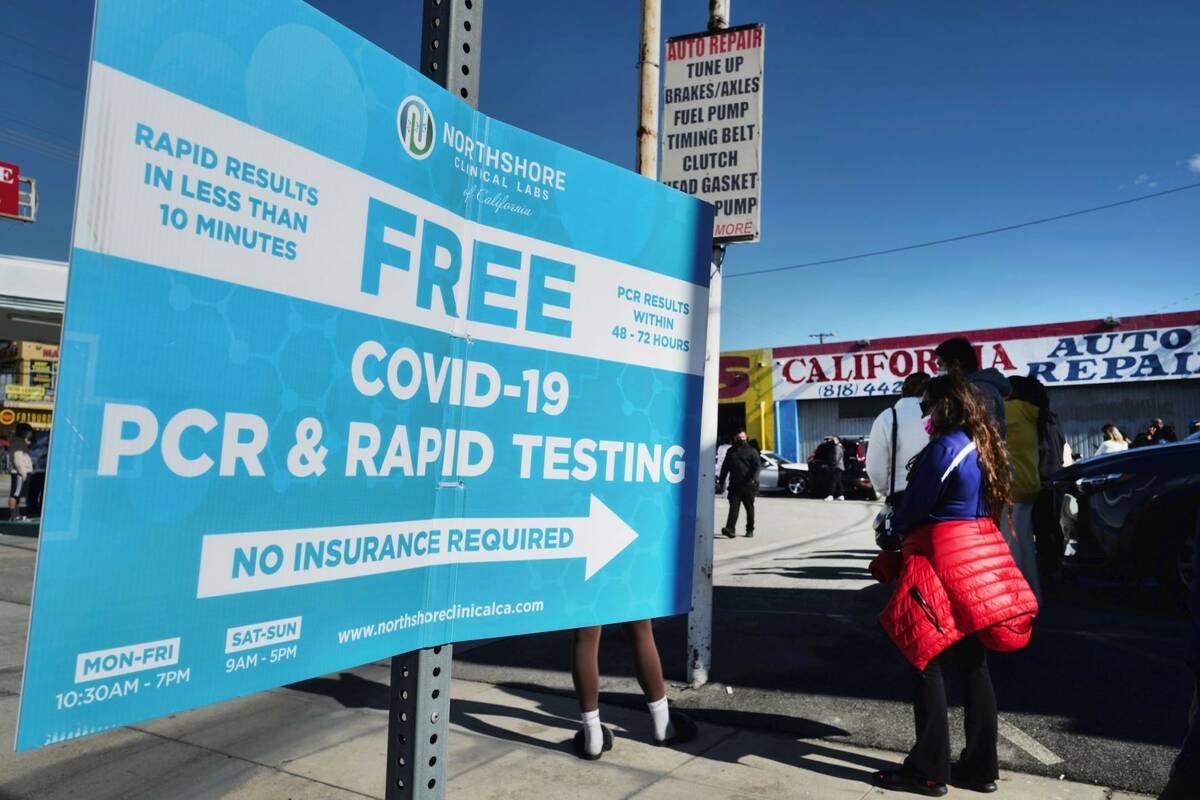 NORTHSHORE
CLINICAL LABS
of California
RAPID RESULTS
IN LESS THAN
10 MINUTES
FREE
PCR RESULTS
WITHIN
48 - 72 HOURS
COVID-19
PCR & RAPID TESTING
NO INSURANCE REQUIRED
www.northshoreclinicalca.com
MON-FRI
10:30AM - 7PM
SAT-SUN
9AM - 5PM
AUTO REPAIR
TUNE UP
BRAKES/AXLES
FUEL PUMP
TIMING BELT
CLUTCH
GASKET
PUMP
MORE
CALIFORNIA
AUTO
REPAIR
(818) 442